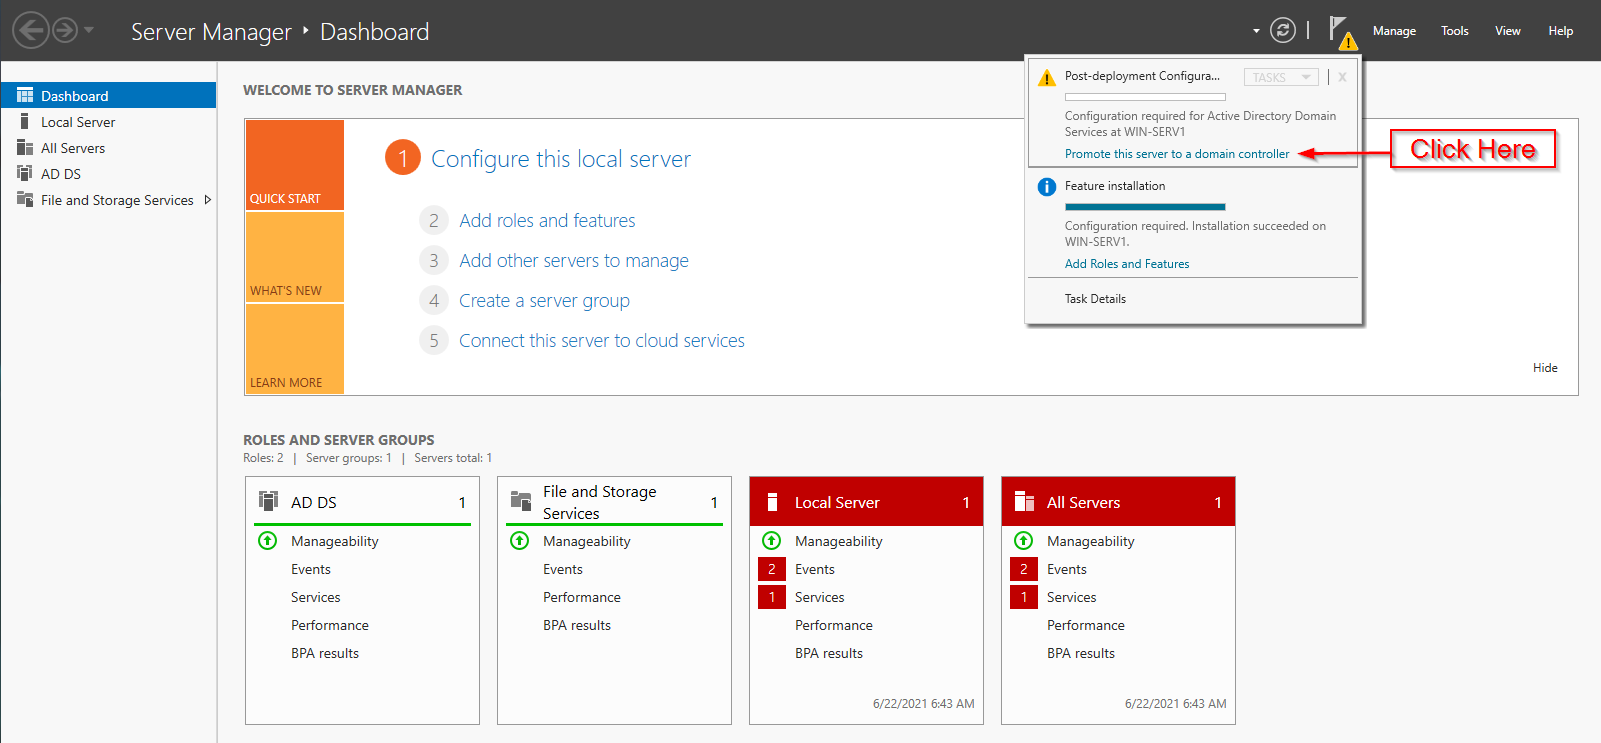 Server Manager ‣ Dashboard
Manage
Tools
View
Help
Dashboard
Local Server
All Servers
AD DS
File and Storage Services
WELCOME TO SERVER MANAGER
QUICK START
WHAT'S NEW
LEARN MORE
1 Configure this local server
2 Add roles and features
3 Add other servers to manage
4 Create a server group
5 Connect this server to cloud services
Hide
Post-deployment Configura...
TASKS
X
Configuration required for Active Directory Domain
Services at WIN-SERV1
Promote this server to a domain controller
Click Here
Feature installation
Configuration required. Installation succeeded on
WIN-SERV1.
Add Roles and Features
Task Details
ROLES AND SERVER GROUPS
Roles: 2 | Server groups: 1 | Servers total: 1
AD DS 1
Manageability
Events
Services
Performance
BPA results
File and Storage
Services
1
Manageability
Events
Performance
BPA results
Local Server 1
Manageability
2 Events
1 Services
Performance
BPA results
6/22/2021 6:43 AM
All Servers 1
Manageability
2 Events
1 Services
Performance
BPA results
6/22/2021 6:43 AM